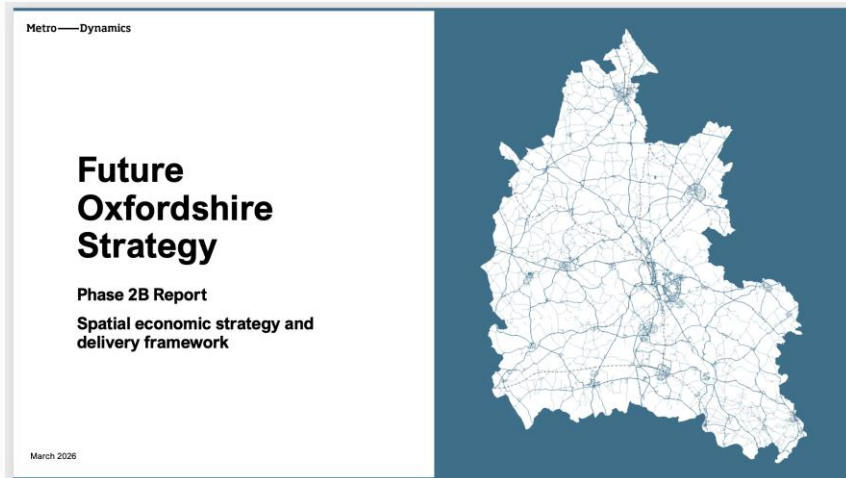 Metro——Dynamics
Future
Oxfordshire
Strategy
Phase 2B Report
Spatial economic strategy and
delivery framework
March 2026